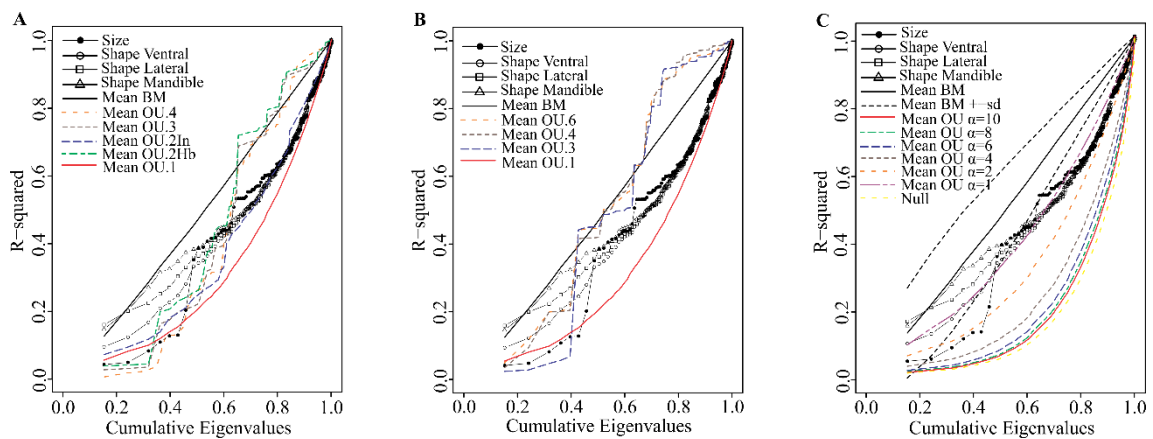 A
Size
Shape Ventral
Shape Lateral
Shape Mandible
Mean BM
Mean OU.4
Mean OU.3
Mean OU.2In
Mean OU.2Hb
Mean OU.1
R−squared
0.0
0.2
0.4
0.6
0.8
1.0
0.0 0.2 0.4 0.6 0.8 1.0
Cumulative Eigenvalues
B
Size
Shape Ventral
Shape Lateral
Shape Mandible
Mean BM
Mean OU.6
Mean OU.4
Mean OU.3
Mean OU.1
R−squared
0.0
0.2
0.4
0.6
0.8
1.0
0.0 0.2 0.4 0.6 0.8 1.0
Cumulative Eigenvalues
C
Size
Shape Ventral
Shape Lateral
Shape Mandible
Mean BM
Mean BM +−sd
Mean OU α=10
Mean OU α=8
Mean OU α=6
Mean OU α=4
Mean OU α=2
Mean OU α=1
Null
R−squared
0.0
0.2
0.4
0.6
0.8
1.0
0.0 0.2 0.4 0.6 0.8 1.0
Cumulative Eigenvalues